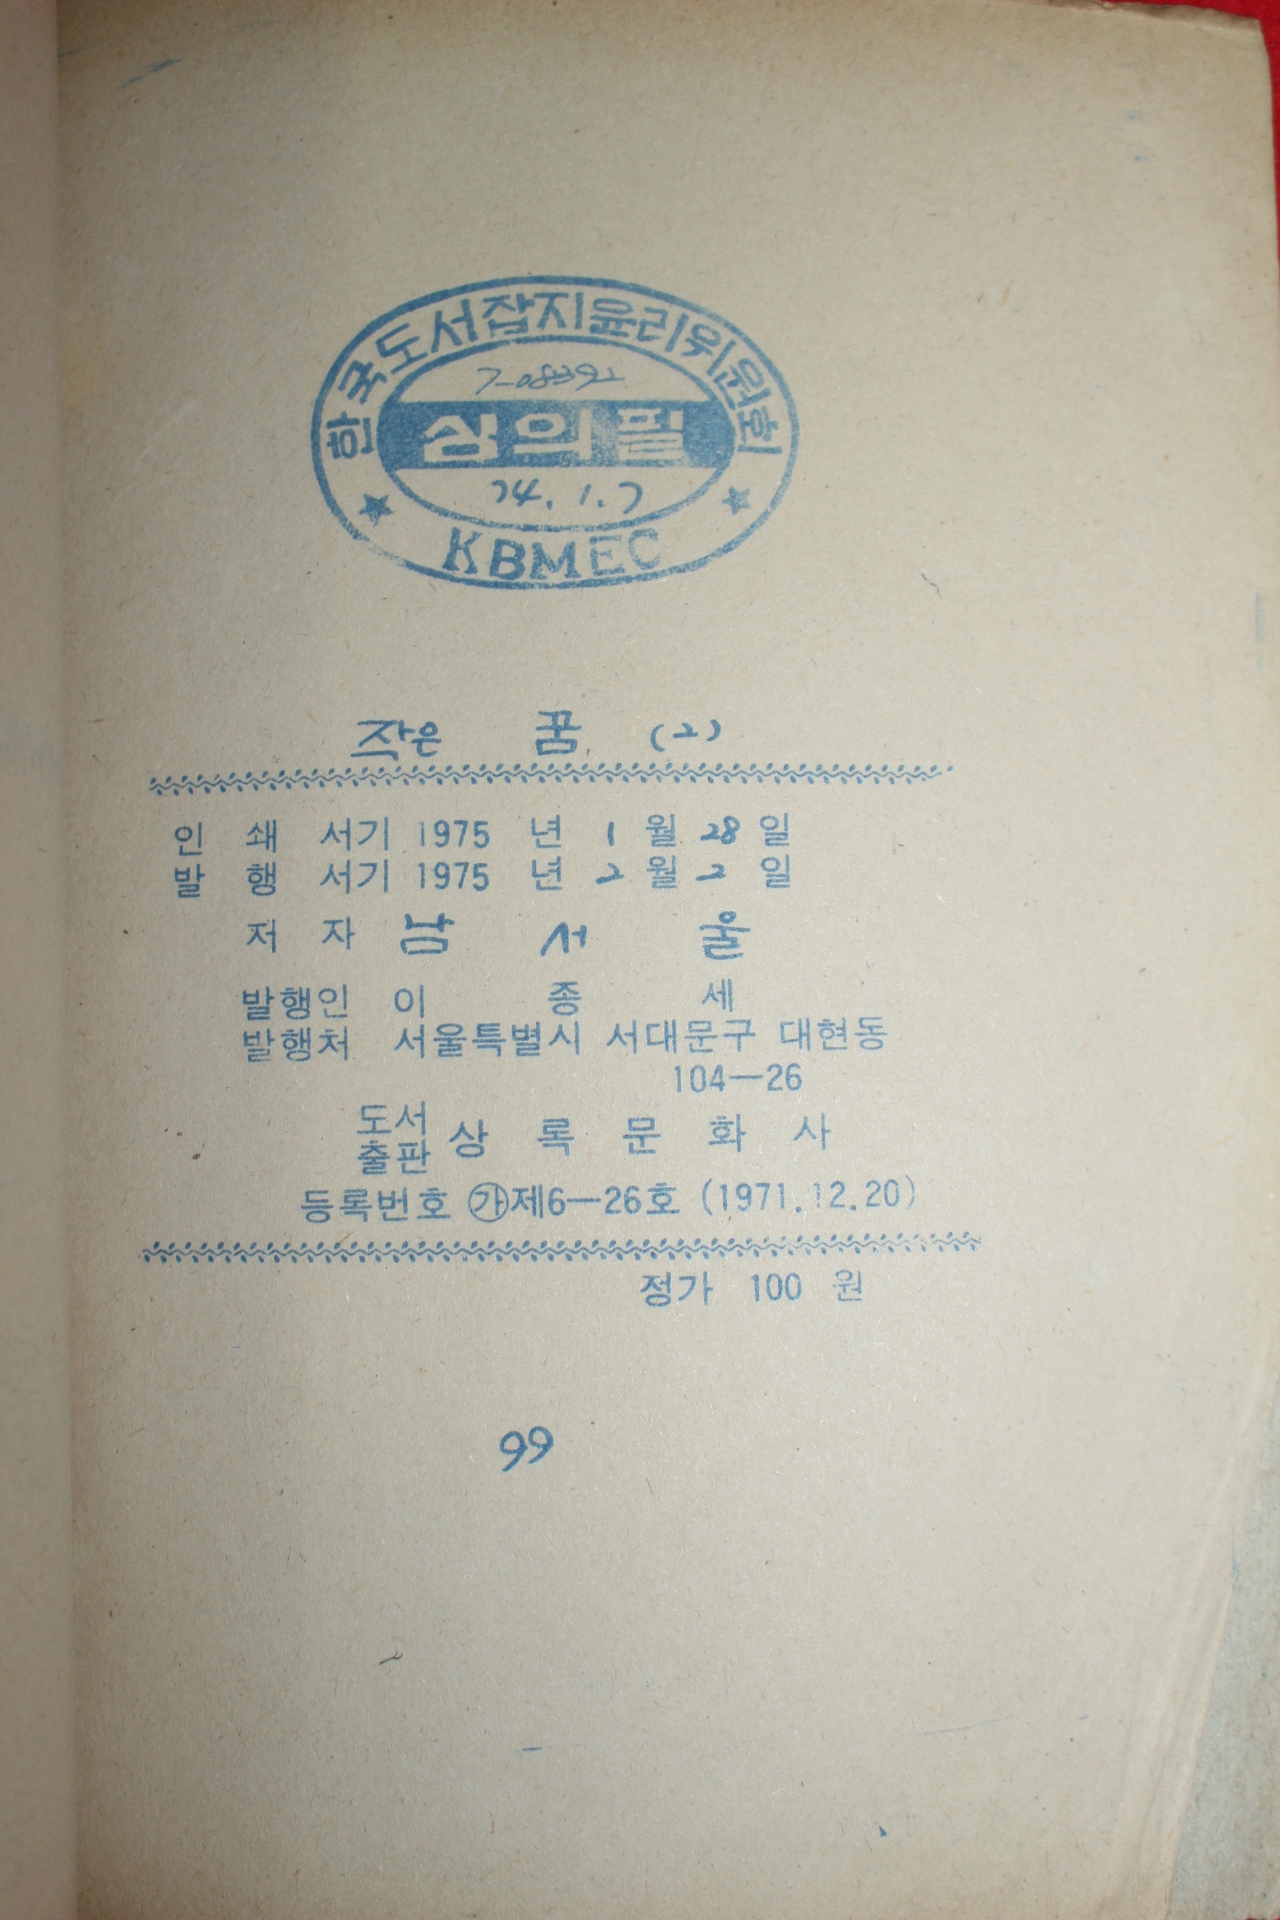 한국도서잡지윤리위원회
7-08392
심의필
74.1.7
KBMEC
작은 꿈 (2)
인 쇄 서기 1975 년 1 월 28 일
발 행 서기 1975 년 2 월 2 일
저 자 남 서 울
발행인 이 종 세
발행처 서울특별시 서대문구 대현동
104—26
도서출판 상 록 문 화 사
등록번호 ㉮제6—26호 (1971.12.20)
정가 100 원
99